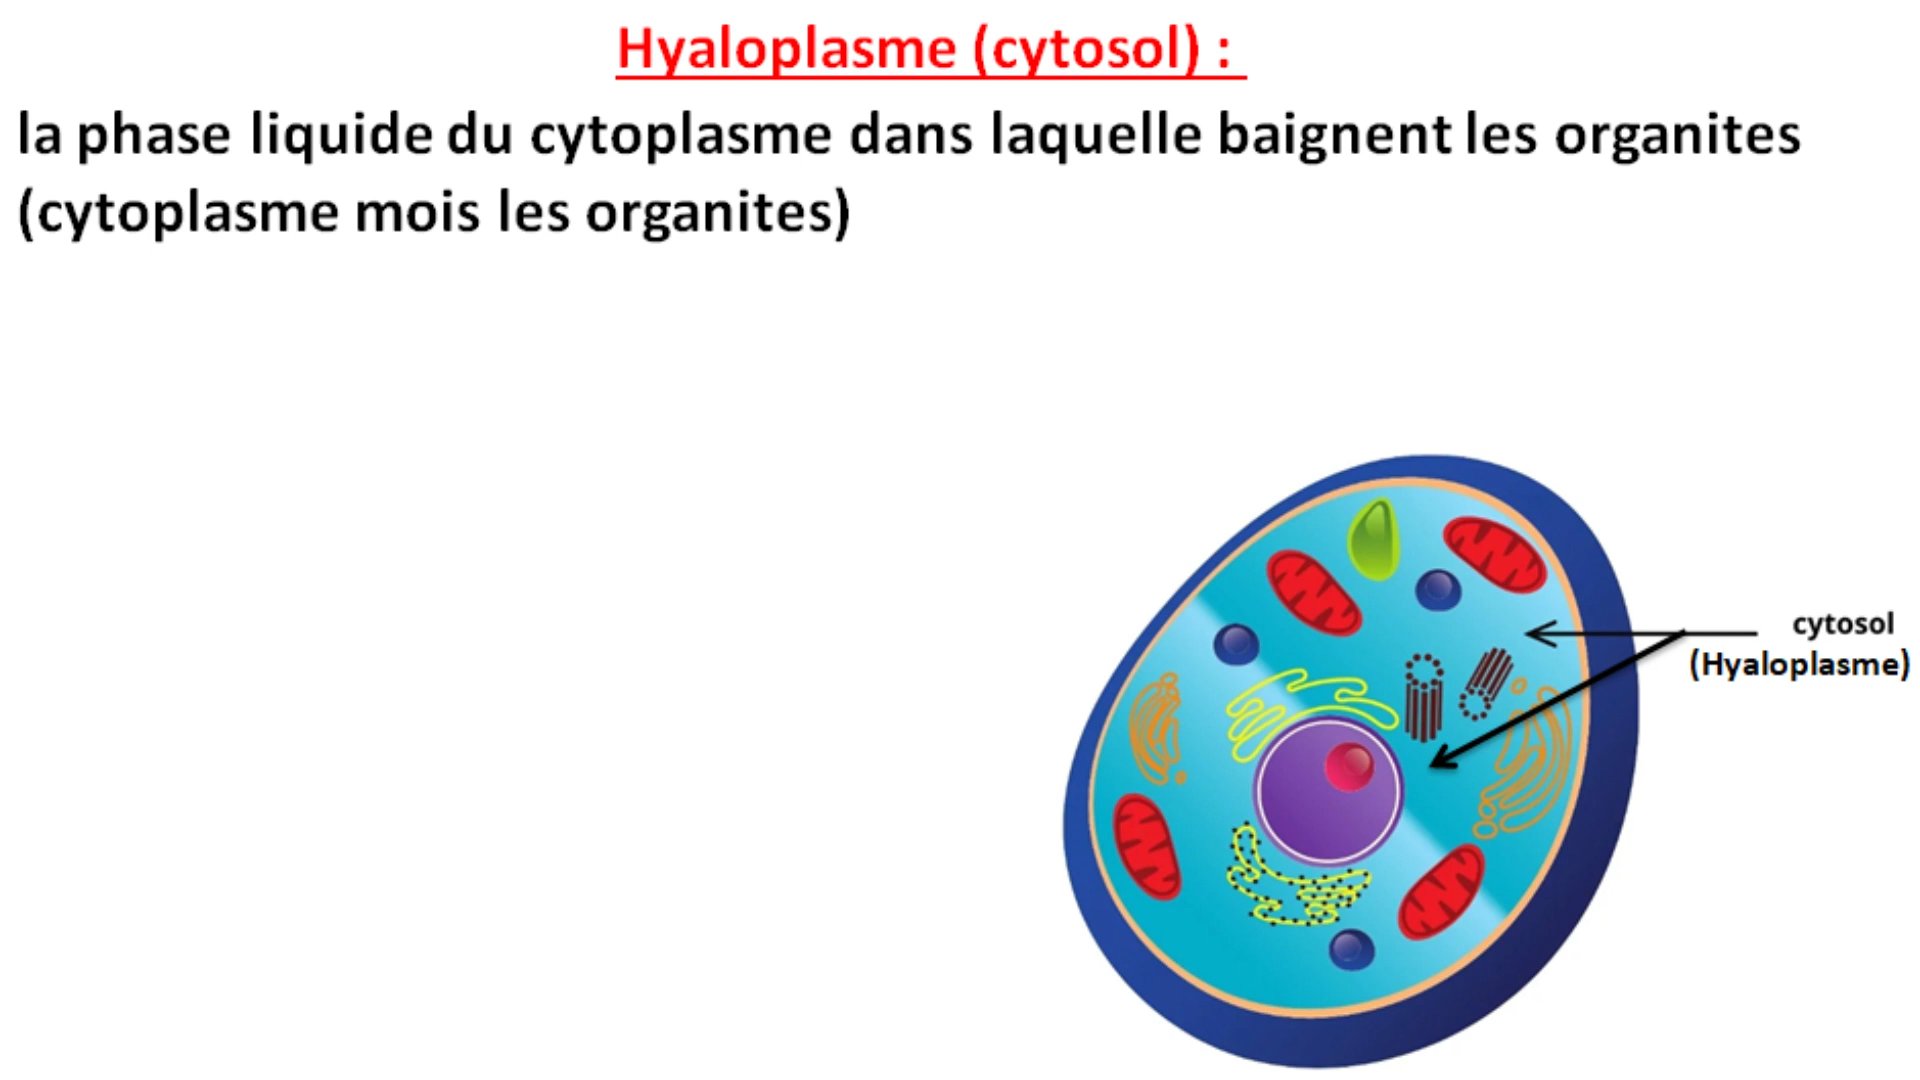 Hyaloplasme (cytosol) :
la phase liquide du cytoplasme dans laquelle baignent les organites
(cytoplasme mois les organites)
cytosol
(Hyaloplasme)